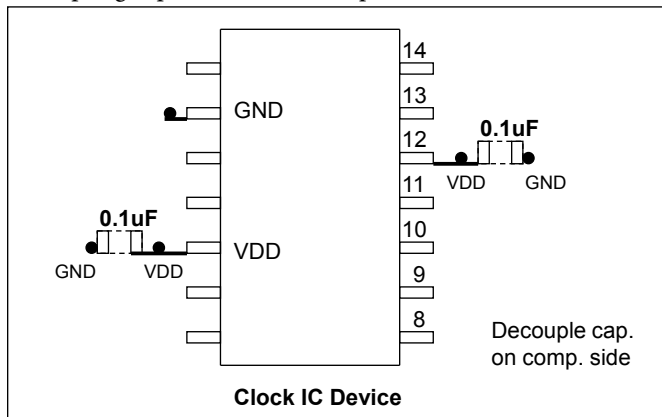 14
GND
13
12
0.1uF
VDD
GND
11
0.1uF
VDD
10
GND
VDD
9
8
Decouple cap.
on comp. side
Clock IC Device